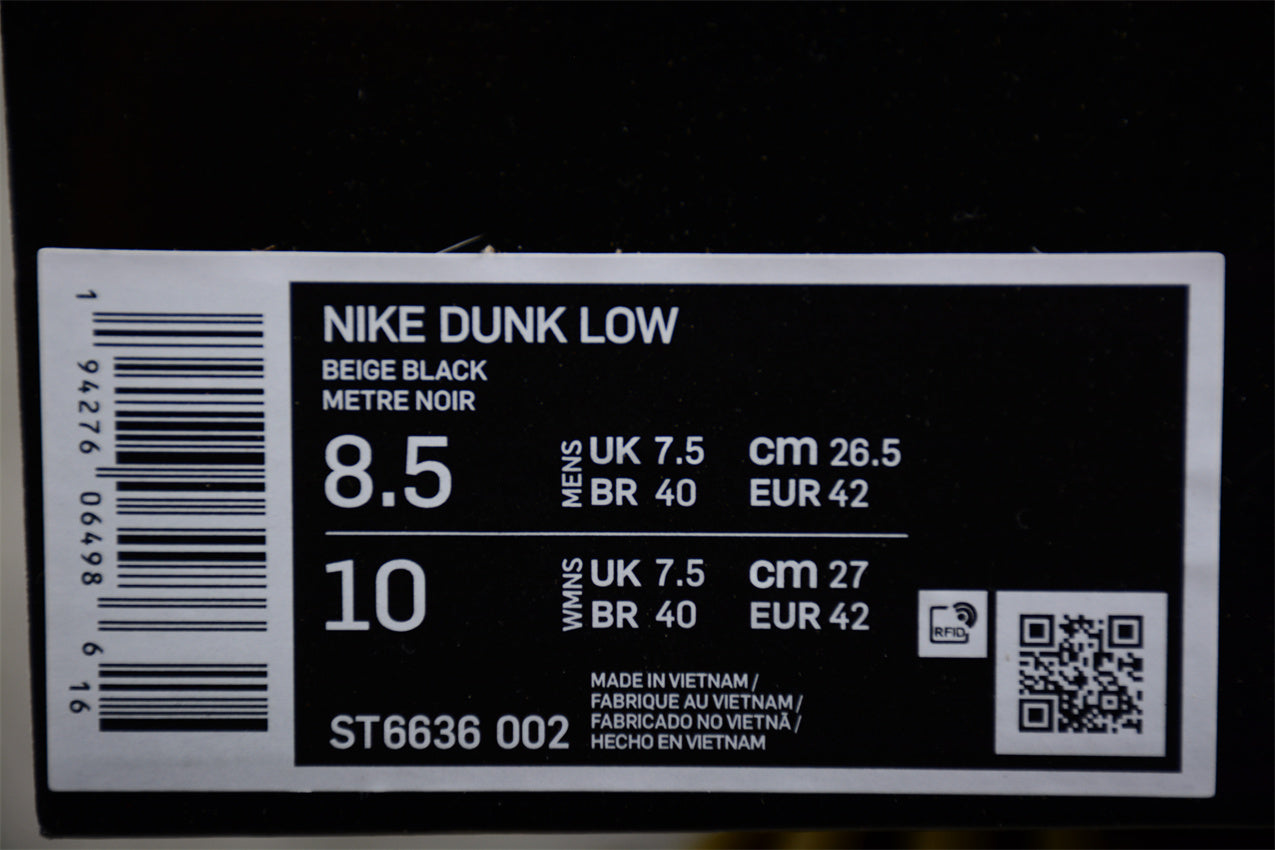 1 94276 06498 6 16
NIKE DUNK LOW
BEIGE BLACK
METRE NOIR
8.5 MENS UK 7.5 cm 26.5
BR 40 EUR 42
10 WMNS UK 7.5 cm 27
BR 40 EUR 42
RFID
MADE IN VIETNAM /
FABRIQUE AU VIETNAM /
FABRICADO NO VIETNÃ /
HECHO EN VIETNAM
ST6636 002